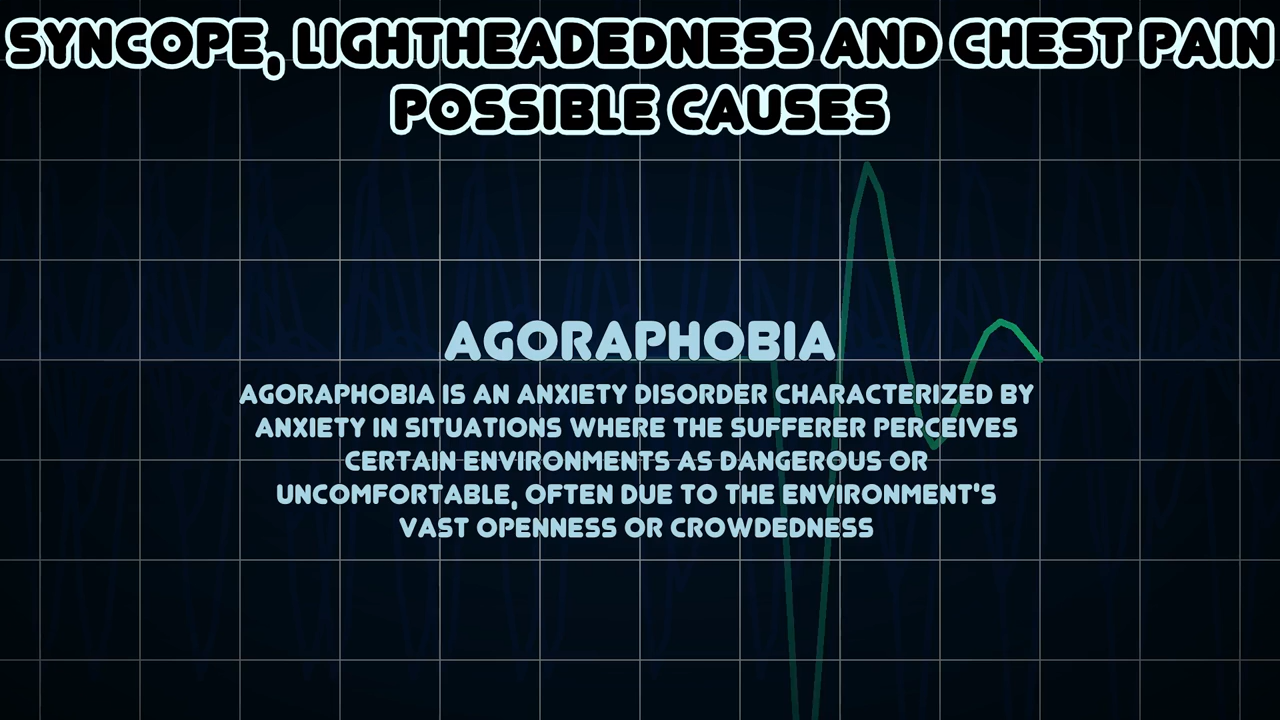 SYNCOPE, LIGHTHEADEDNESS AND CHEST PAIN
POSSIBLE CAUSES
AGORAPHOBIA
AGORAPHOBIA IS AN ANXIETY DISORDER CHARACTERIZED BY
ANXIETY IN SITUATIONS WHERE THE SUFFERER PERCEIVES
CERTAIN ENVIRONMENTS AS DANGEROUS OR
UNCOMFORTABLE, OFTEN DUE TO THE ENVIRONMENT'S
VAST OPENNESS OR CROWDEDNESS